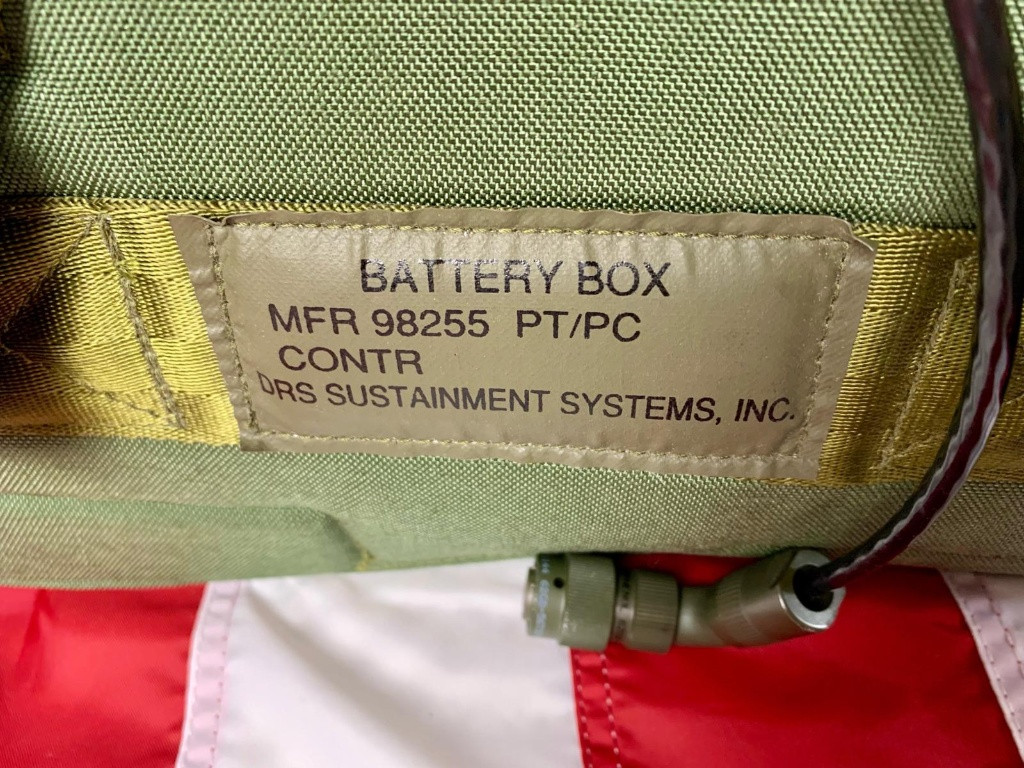 BATTERY BOX
MFR 98255 PT/PC
CONTR
DRS SUSTAINMENT SYSTEMS, INC.